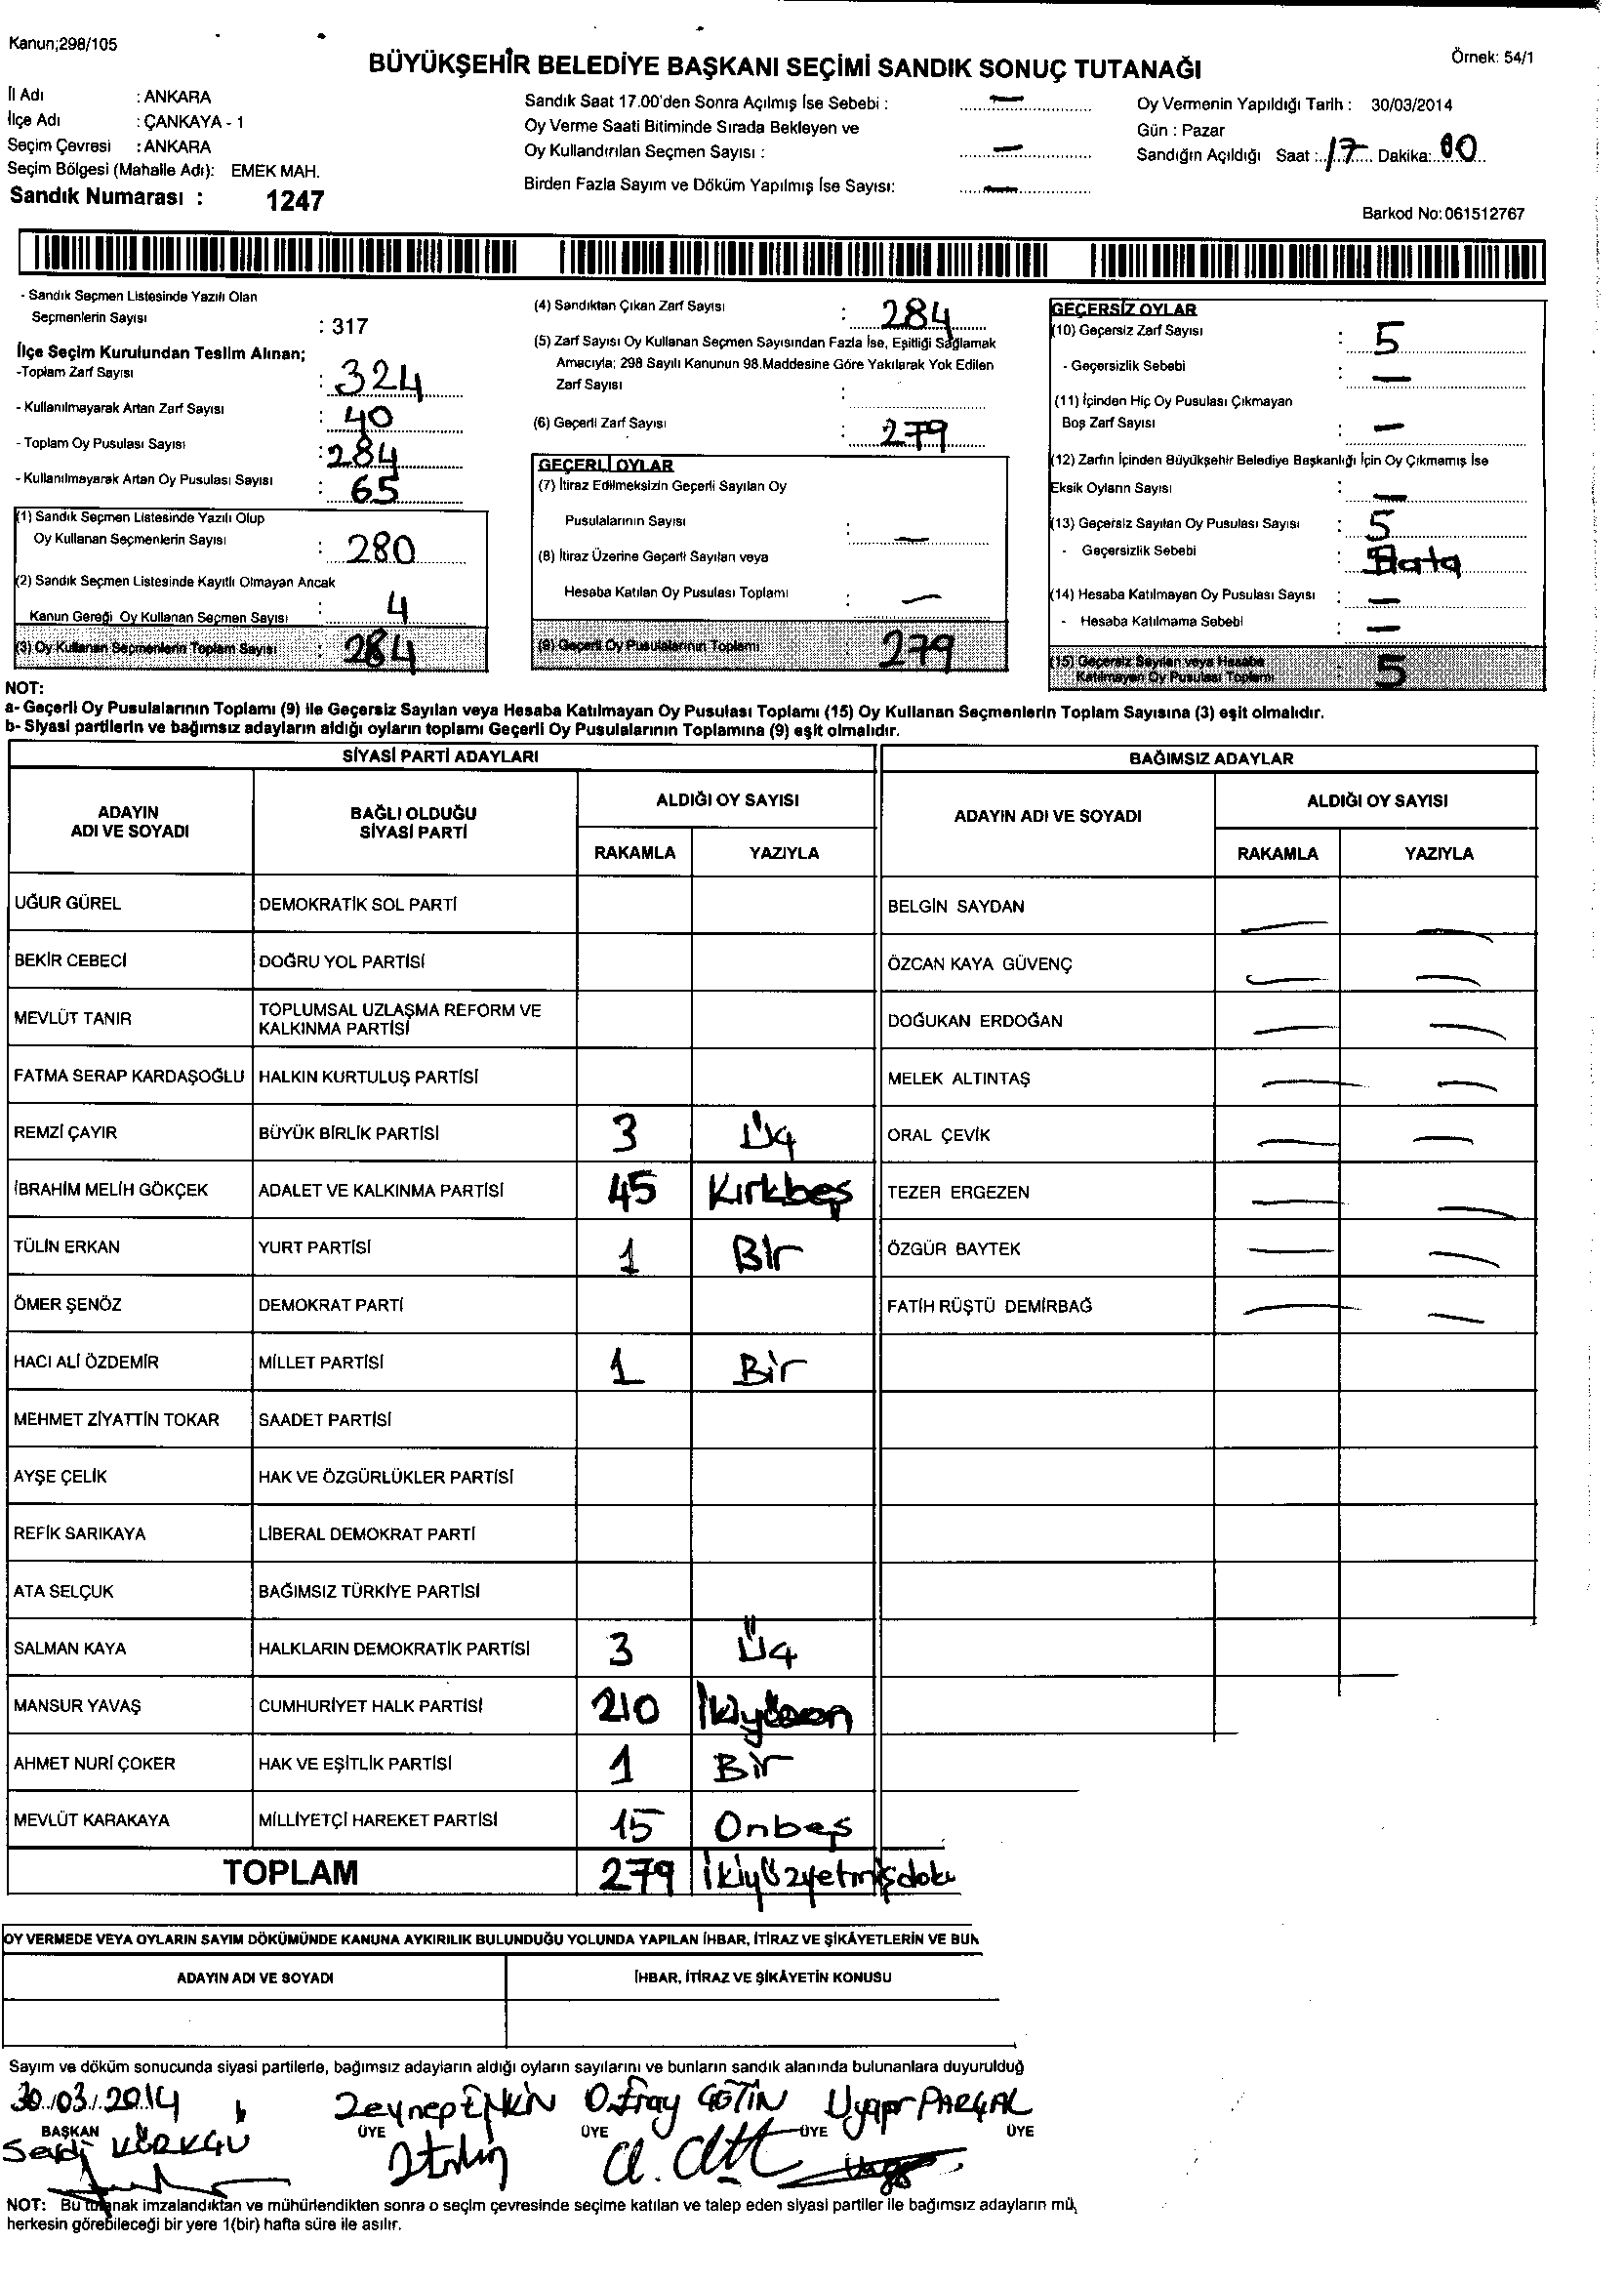 Kanun;298/105
Örnek: 54/1
BÜYÜKŞEHİR BELEDİYE BAŞKANI SEÇİMİ SANDIK SONUÇ TUTANAĞI
İl Adı : ANKARA
İlçe Adı : ÇANKAYA - 1
Seçim Çevresi : ANKARA
Seçim Bölgesi (Mahalle Adı): EMEK MAH.
Sandık Numarası : 1247
Sandık Saat 17.00'den Sonra Açılmış İse Sebebi : —
Oy Verme Saati Bitiminde Sırada Bekleyen ve
Oy Kullandırılan Seçmen Sayısı : —
Birden Fazla Sayım ve Döküm Yapılmış İse Sayısı: —
Oy Vermenin Yapıldığı Tarih : 30/03/2014
Gün : Pazar
Sandığın Açıldığı Saat : 17 Dakika: 00
Barkod No:061512767
- Sandık Seçmen Listesinde Yazılı Olan
Seçmenlerin Sayısı : 317
İlçe Seçim Kurulundan Teslim Alınan;
-Toplam Zarf Sayısı : 324
- Kullanılmayarak Artan Zarf Sayısı : 40
- Toplam Oy Pusulası Sayısı : 284
- Kullanılmayarak Artan Oy Pusulası Sayısı : 65
(1) Sandık Seçmen Listesinde Yazılı Olup
Oy Kullanan Seçmenlerin Sayısı : 280
(2) Sandık Seçmen Listesinde Kayıtlı Olmayan Ancak
Kanun Gereği Oy Kullanan Seçmen Sayısı : 4
(3) Oy Kullanan Seçmenlerin Toplam Sayısı : 284
(4) Sandıktan Çıkan Zarf Sayısı : 284
(5) Zarf Sayısı Oy Kullanan Seçmen Sayısından Fazla İse, Eşitliği Sağlamak
Amacıyla; 298 Sayılı Kanunun 98.Maddesine Göre Yakılarak Yok Edilen
Zarf Sayısı :
(6) Geçerli Zarf Sayısı : 279
GEÇERLİ OYLAR
(7) İtiraz Edilmeksizin Geçerli Sayılan Oy
Pusulalarının Sayısı : —
(8) İtiraz Üzerine Geçerli Sayılan veya
Hesaba Katılan Oy Pusulası Toplamı : —
(9) Geçerli Oy Pusulalarının Toplamı : 279
GEÇERSİZ OYLAR
(10) Geçersiz Zarf Sayısı : 5
- Geçersizlik Sebebi : —
(11) İçinden Hiç Oy Pusulası Çıkmayan
Boş Zarf Sayısı : —
(12) Zarfın İçinden Büyükşehir Belediye Başkanlığı İçin Oy Çıkmamış İse
Eksik Oyların Sayısı : —
(13) Geçersiz Sayılan Oy Pusulası Sayısı : 5
- Geçersizlik Sebebi : Hata
(14) Hesaba Katılmayan Oy Pusulası Sayısı : —
- Hesaba Katılmama Sebebi : —
(15) Geçersiz Sayılan veya Hesaba
Katılmayan Oy Pusulası Toplamı : 5
NOT:
a- Geçerli Oy Pusulalarının Toplamı (9) ile Geçersiz Sayılan veya Hesaba Katılmayan Oy Pusulası Toplamı (15) Oy Kullanan Seçmenlerin Toplam Sayısına (3) eşit olmalıdır.
b- Siyasi partilerin ve bağımsız adayların aldığı oyların toplamı Geçerli Oy Pusulalarının Toplamına (9) eşit olmalıdır.
SİYASİ PARTİ ADAYLARI
ADAYIN ADI VE SOYADI BAĞLI OLDUĞU SİYASİ PARTİ ALDIĞI OY SAYISI
RAKAMLA YAZIYLA
UĞUR GÜREL DEMOKRATİK SOL PARTİ
BEKİR CEBECİ DOĞRU YOL PARTİSİ
MEVLÜT TANIR TOPLUMSAL UZLAŞMA REFORM VE KALKINMA PARTİSİ
FATMA SERAP KARDAŞOĞLU HALKIN KURTULUŞ PARTİSİ
REMZİ ÇAYIR BÜYÜK BİRLİK PARTİSİ 3 Üç
İBRAHİM MELİH GÖKÇEK ADALET VE KALKINMA PARTİSİ 45 Kırkbeş
TÜLİN ERKAN YURT PARTİSİ 1 Bir
ÖMER ŞENÖZ DEMOKRAT PARTİ
HACI ALİ ÖZDEMİR MİLLET PARTİSİ 1 Bir
MEHMET ZİYATTİN TOKAR SAADET PARTİSİ
AYŞE ÇELİK HAK VE ÖZGÜRLÜKLER PARTİSİ
REFİK SARIKAYA LİBERAL DEMOKRAT PARTİ
ATA SELÇUK BAĞIMSIZ TÜRKİYE PARTİSİ
SALMAN KAYA HALKLARIN DEMOKRATİK PARTİSİ 3 Üç
MANSUR YAVAŞ CUMHURİYET HALK PARTİSİ 210 İkiyüzon
AHMET NURİ ÇOKER HAK VE EŞİTLİK PARTİSİ 1 Bir
MEVLÜT KARAKAYA MİLLİYETÇİ HAREKET PARTİSİ 15 Onbeş
TOPLAM 279 İkiyüzyetmişdoku
BAĞIMSIZ ADAYLAR
ADAYIN ADI VE SOYADI ALDIĞI OY SAYISI
RAKAMLA YAZIYLA
BELGİN SAYDAN — —
ÖZCAN KAYA GÜVENÇ — —
DOĞUKAN ERDOĞAN — —
MELEK ALTINTAŞ — —
ORAL ÇEVİK — —
TEZER ERGEZEN — —
ÖZGÜR BAYTEK — —
FATİH RÜŞTÜ DEMİRBAĞ — —
OY VERMEDE VEYA OYLARIN SAYIM DÖKÜMÜNDE KANUNA AYKIRILIK BULUNDUĞU YOLUNDA YAPILAN İHBAR, İTİRAZ VE ŞİKÂYETLERİN VE BUN
ADAYIN ADI VE SOYADI İHBAR, İTİRAZ VE ŞİKÂYETİN KONUSU
Sayım ve döküm sonucunda siyasi partilerle, bağımsız adayların aldığı oyların sayılarını ve bunların sandık alanında bulunanlara duyurulduğ
30/03/2014 Zeynep Uyar
BAŞKAN ÜYE ÜYE ÜYE ÜYE
NOT: Bu tutanak imzalandıktan ve mühürlendikten sonra o seçim çevresinde seçime katılan ve talep eden siyasi partiler ile bağımsız adayların mü
herkesin görebileceği bir yere 1(bir) hafta süre ile asılır.